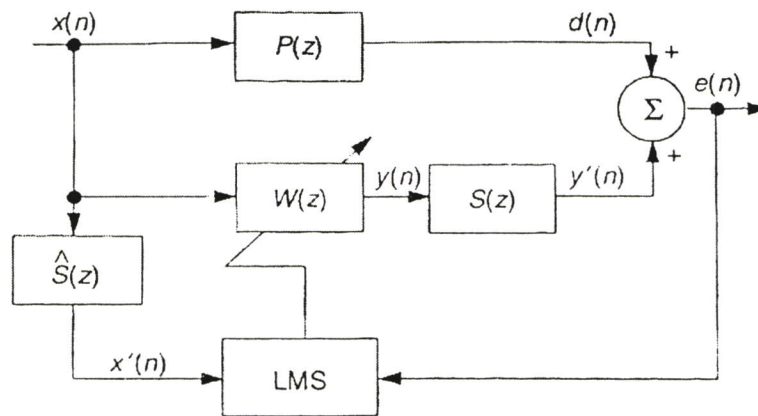 x(n)
P(z)
d(n)
+
Σ
e(n)
+
W(z)
y(n)
S(z)
y′(n)
Ŝ(z)
x′(n)
LMS